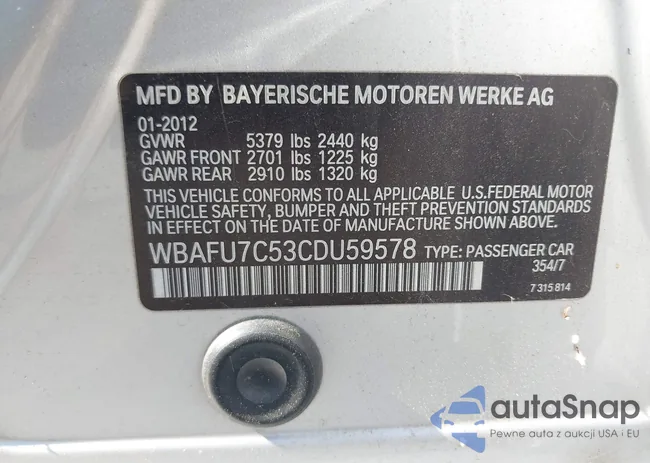 MFD BY BAYERISCHE MOTOREN WERKE AG
01-2012
GVWR 5379 lbs 2440 kg
GAWR FRONT 2701 lbs 1225 kg
GAWR REAR 2910 lbs 1320 kg
THIS VEHICLE CONFORMS TO ALL APPLICABLE U.S.FEDERAL MOTOR
VEHICLE SAFETY, BUMPER AND THEFT PREVENTION STANDARDS
IN EFFECT ON THE DATE OF MANUFACTURE SHOWN ABOVE.
WBAFU7C53CDU59578 TYPE: PASSENGER CAR
354/7
7 315 814
autaSnap
Pewne auta z aukcji USA i EU